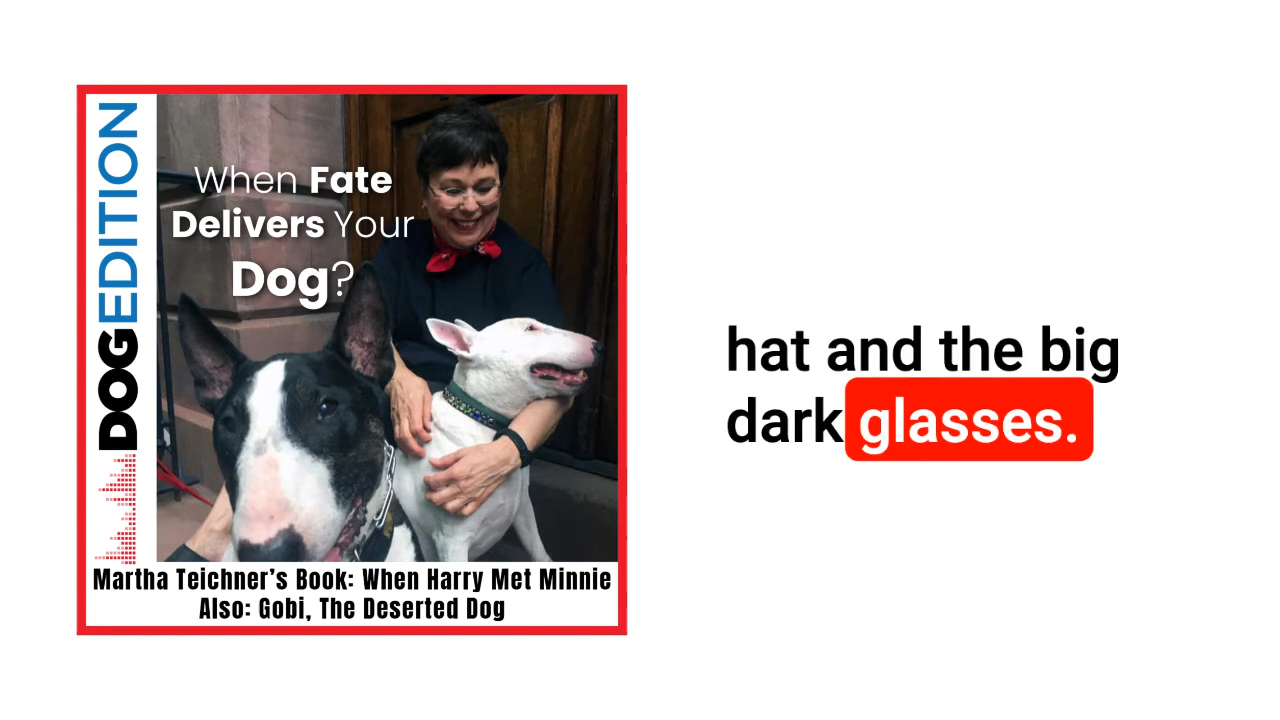 DOGEDITION
When Fate
Delivers Your
Dog?
Martha Teichner's Book: When Harry Met Minnie
Also: Gobi, The Deserted Dog
hat and the big
dark glasses.